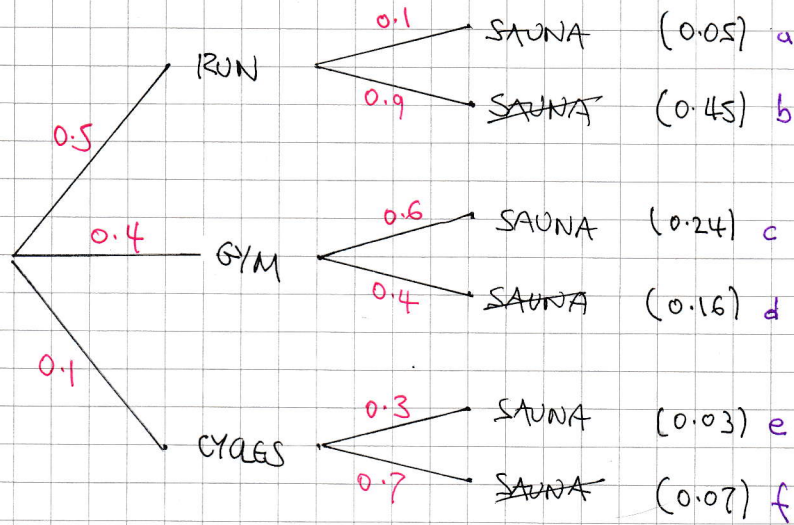 0.1 SAUNA (0.05) a
RUN
0.9 SAUNA (0.45) b
0.5
0.6 SAUNA (0.24) c
0.4 GYM
0.4 SAUNA (0.16) d
0.1
0.3 SAUNA (0.03) e
CYCLES
0.7 SAUNA (0.07) f